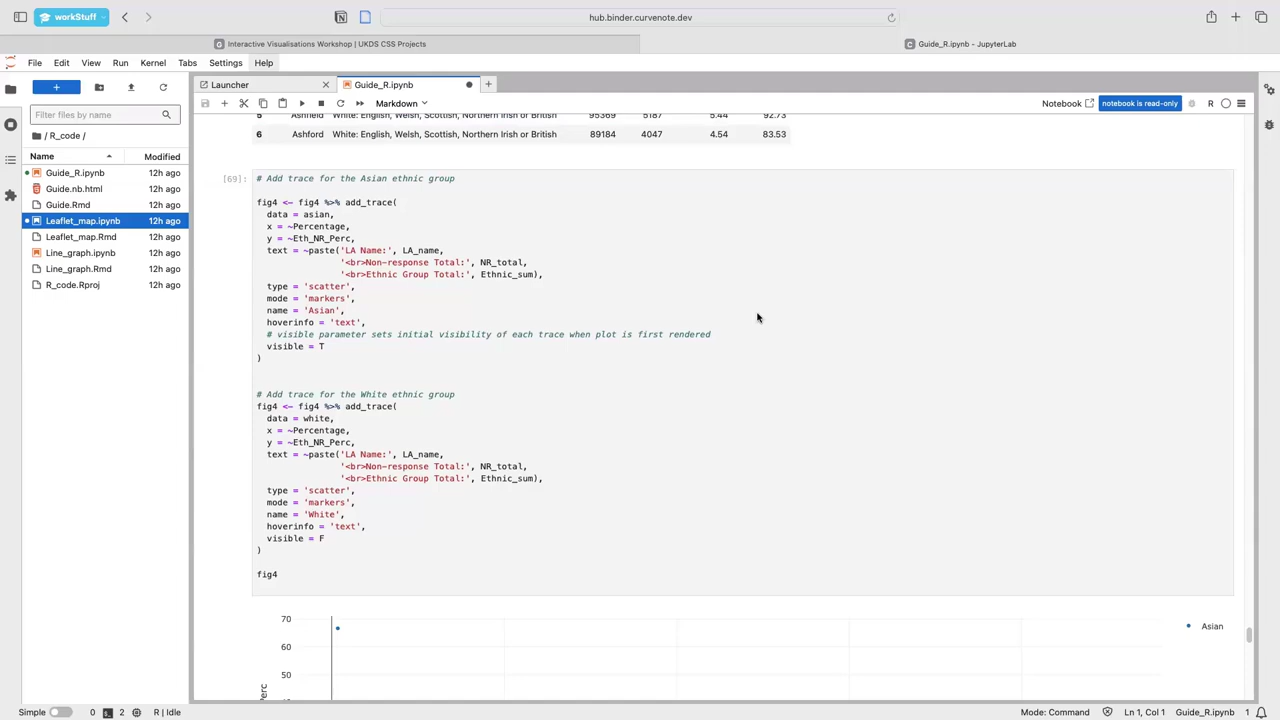 workStuff
hub.binder.curvenote.dev
Interactive Visualisations Workshop | UKDS CSS Projects
Guide_R.ipynb - JupyterLab
File Edit View Run Kernel Tabs Settings Help
Launcher
Guide_R.ipynb
Markdown
Notebook
notebook is read-only
R
Filter files by name
/ R_code /
Name Modified
Guide_R.ipynb 12h ago
Guide.nb.html 12h ago
Guide.Rmd 12h ago
Leaflet_map.ipynb 12h ago
Leaflet_map.Rmd 12h ago
Line_graph.ipynb 12h ago
Line_graph.Rmd 12h ago
R_code.Rproj 12h ago
5 Ashfield White: English, Welsh, Scottish, Northern Irish or British 95369 5187 5.44 92.73
6 Ashford White: English, Welsh, Scottish, Northern Irish or British 89184 4047 4.54 83.53
[69]:
# Add trace for the Asian ethnic group
fig4 <- fig4 %>% add_trace(
data = asian,
x = ~Percentage,
y = ~Eth_NR_Perc,
text = ~paste('LA Name:', LA_name,
'<br>Non-response Total:', NR_total,
'<br>Ethnic Group Total:', Ethnic_sum),
type = 'scatter',
mode = 'markers',
name = 'Asian',
hoverinfo = 'text',
# visible parameter sets initial visibility of each trace when plot is first rendered
visible = T
)
# Add trace for the White ethnic group
fig4 <- fig4 %>% add_trace(
data = white,
x = ~Percentage,
y = ~Eth_NR_Perc,
text = ~paste('LA Name:', LA_name,
'<br>Non-response Total:', NR_total,
'<br>Ethnic Group Total:', Ethnic_sum),
type = 'scatter',
mode = 'markers',
name = 'White',
hoverinfo = 'text',
visible = F
)
fig4
70
60
50
Perc
Asian
Simple 0 2 R | Idle
Mode: Command Ln 1, Col 1 Guide_R.ipynb 1